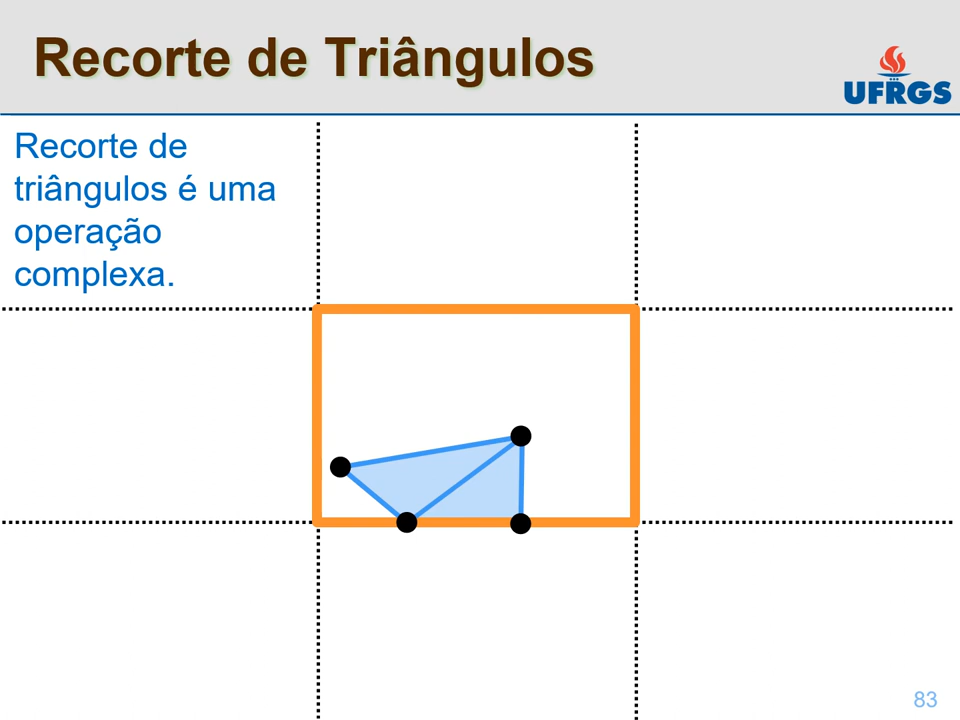 Recorte de Triângulos
UFRGS
Recorte de
triângulos é uma
operação
complexa.
83